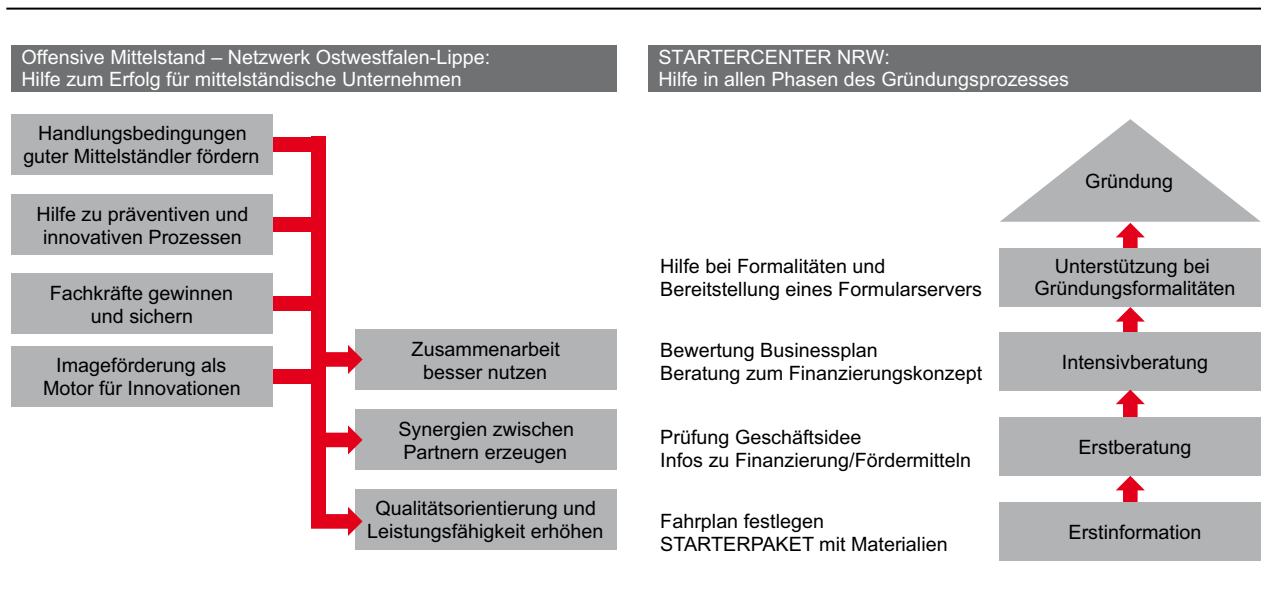 Offensive Mittelstand – Netzwerk Ostwestfalen-Lippe:
Hilfe zum Erfolg für mittelständische Unternehmen
Handlungsbedingungen
guter Mittelständler fördern
Hilfe zu präventiven und
innovativen Prozessen
Fachkräfte gewinnen
und sichern
Imageförderung als
Motor für Innovationen
Zusammenarbeit
besser nutzen
Synergien zwischen
Partnern erzeugen
Qualitätsorientierung und
Leistungsfähigkeit erhöhen
STARTERCENTER NRW:
Hilfe in allen Phasen des Gründungsprozesses
Gründung
Hilfe bei Formalitäten und
Bereitstellung eines Formularservers
Unterstützung bei
Gründungsformalitäten
Bewertung Businessplan
Beratung zum Finanzierungskonzept
Intensivberatung
Prüfung Geschäftsidee
Infos zu Finanzierung/Fördermitteln
Erstberatung
Fahrplan festlegen
STARTERPAKET mit Materialien
Erstinformation